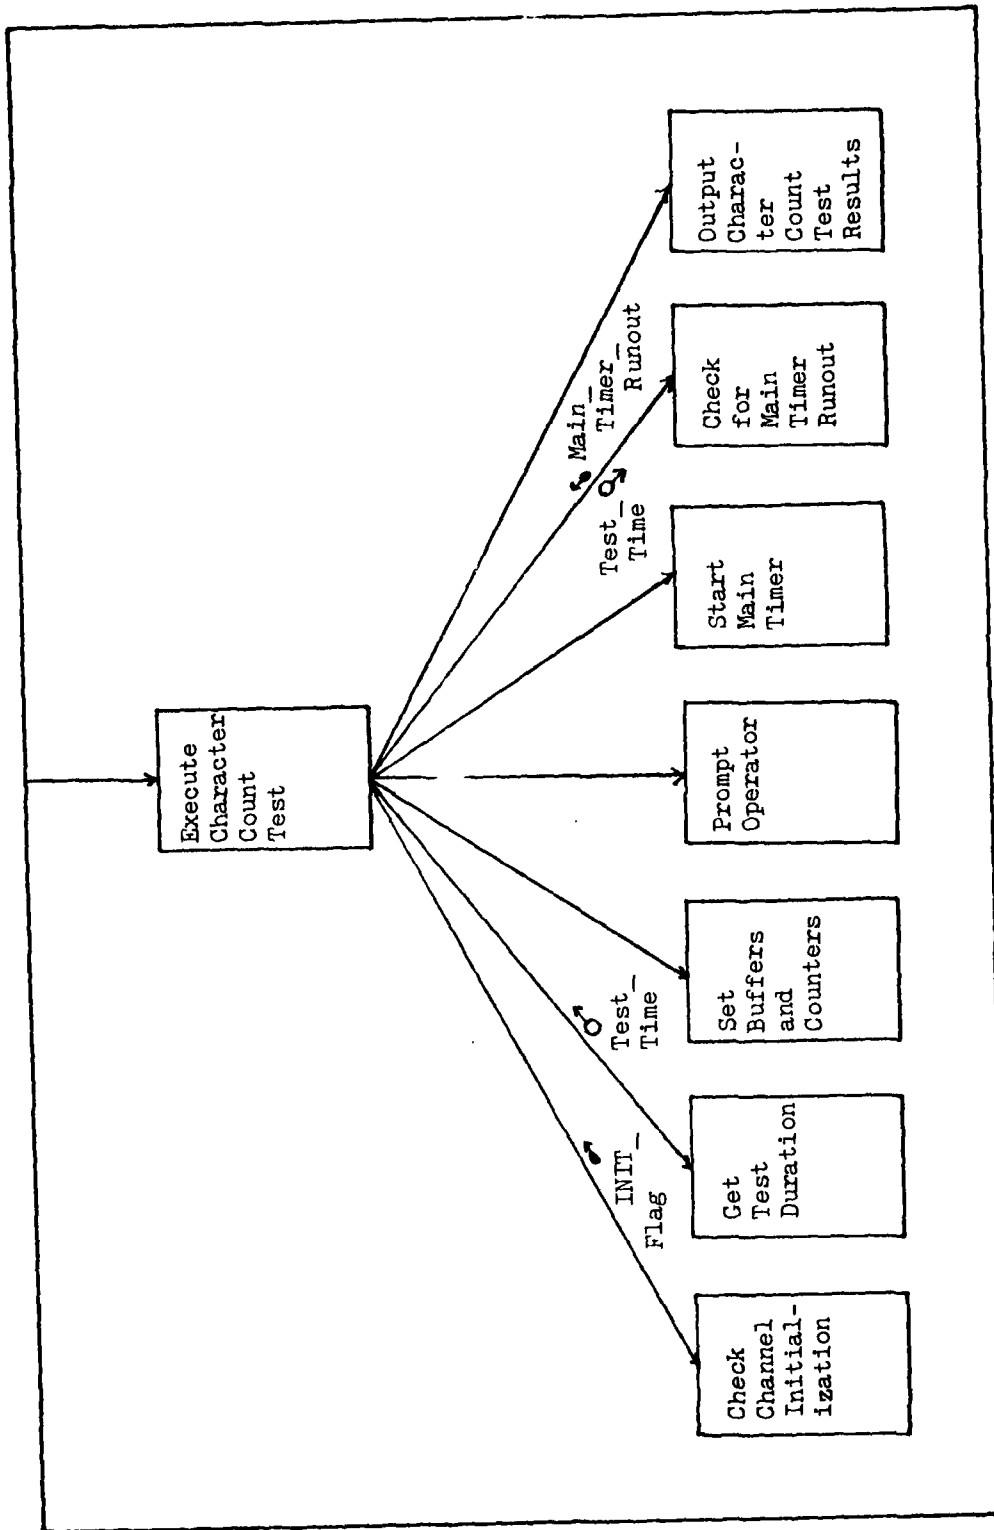 Execute
Character
Count
Test
INIT_
Flag
Test_
Time
Test_
Time
Main_
Timer_
Runout
Check
Channel
Initial-
ization
Get
Test
Duration
Set
Buffers
and
Counters
Prompt
Operator
Start
Main
Timer
Check
for
Main
Timer
Runout
Output
Charac-
ter
Count
Test
Results